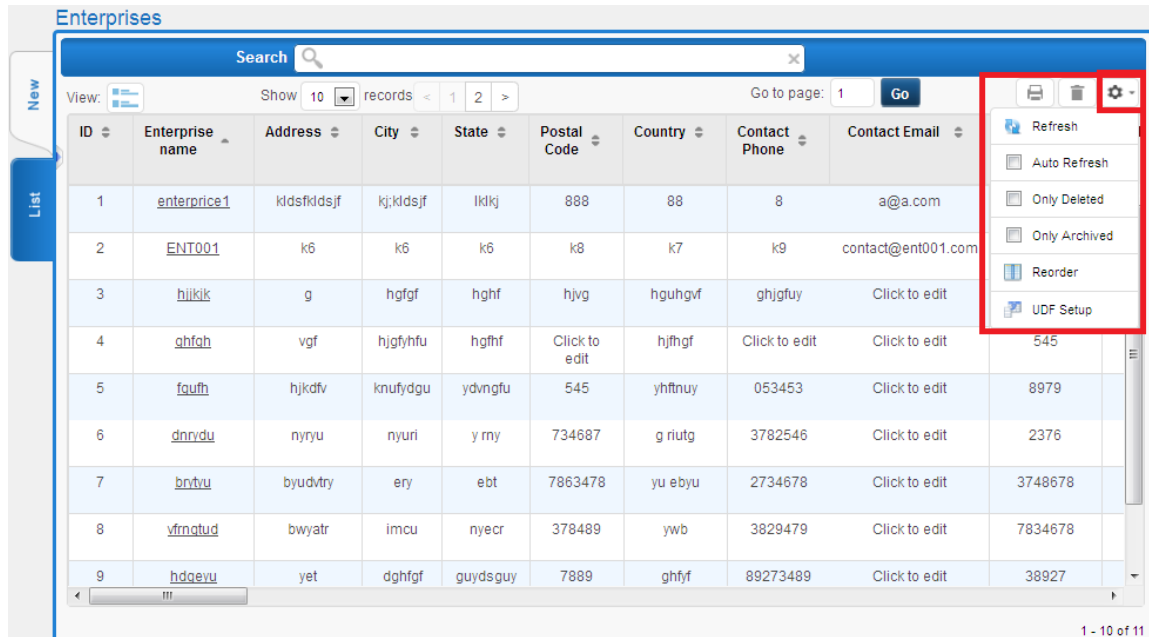 Enterprises
New
List
Search
View: Show 10 records < 1 2 > Go to page: 1 Go
ID Enterprise name Address City State Postal Code Country Contact Phone Contact Email
Refresh
Auto Refresh
Only Deleted
Only Archived
Reorder
UDF Setup
1 enterprice1 kldsfkldsjf kj;kldsjf lklkj 888 88 8 a@a.com
2 ENT001 k6 k6 k6 k8 k7 k9 contact@ent001.com
3 hjjkjk g hgfgf hghf hjvg hguhgvf ghjgfuy Click to edit
4 ghfgh vgf hjgfyhfu hgfhf Click to edit hjfhgf Click to edit Click to edit 545
5 fgufh hjkdfv knufydgu ydvngfu 545 yhftnuy 053453 Click to edit 8979
6 dnrydu nyryu nyuri y rny 734687 g riutg 3782546 Click to edit 2376
7 brytyu byudvtry ery ebt 7863478 yu ebyu 2734678 Click to edit 3748678
8 vfrngtud bwyatr imcu nyecr 378489 ywb 3829479 Click to edit 7834678
9 hdgeyu yet dghfgf guydsguy 7889 ghfyf 89273489 Click to edit 38927
1 - 10 of 11